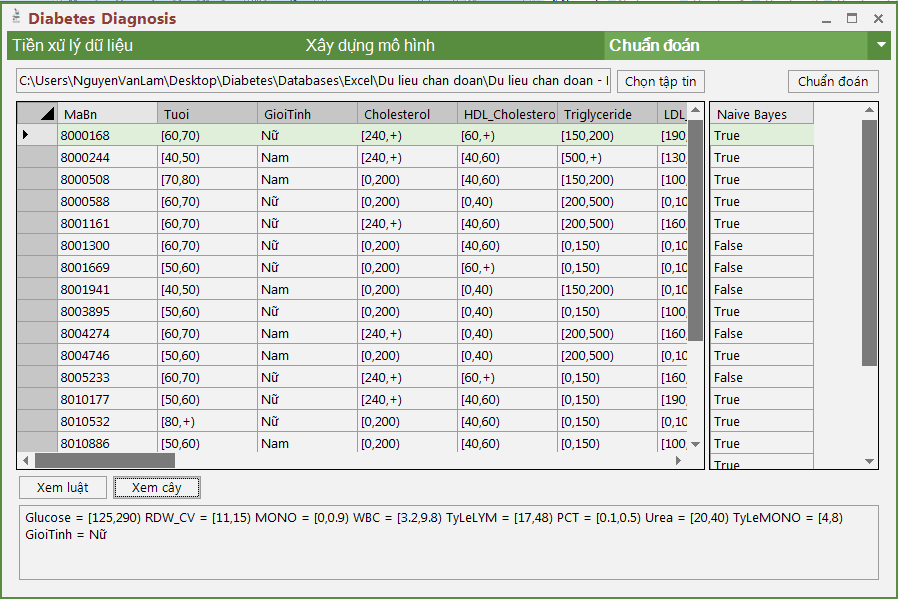 Diabetes Diagnosis
Tiền xử lý dữ liệu Xây dựng mô hình Chuẩn đoán
C:\Users\NguyenVanLam\Desktop\Diabetes\Databases\Excel\Du lieu chan doan\Du lieu chan doan - I Chọn tập tin Chuẩn đoán
MaBn Tuoi GioiTinh Cholesterol HDL_Cholestero Triglyceride LDL_ Naive Bayes
8000168 [60,70) Nữ [240,+) [60,+) [150,200) [190, True
8000244 [40,50) Nam [240,+) [40,60) [500,+) [130, True
8000508 [70,80) Nam [0,200) [40,60) [150,200) [100, True
8000588 [60,70) Nữ [0,200) [0,40) [200,500) [0,10 True
8001161 [60,70) Nữ [240,+) [40,60) [200,500) [160, True
8001300 [60,70) Nữ [0,200) [40,60) [0,150) [0,10 False
8001669 [50,60) Nữ [0,200) [60,+) [0,150) [0,10 False
8001941 [40,50) Nam [0,200) [0,40) [150,200) [0,10 False
8003895 [50,60) Nữ [0,200) [0,40) [0,150) [100, True
8004274 [60,70) Nam [240,+) [0,40) [200,500) [160, False
8004746 [50,60) Nam [0,200) [0,40) [200,500) [0,10 True
8005233 [60,70) Nữ [240,+) [60,+) [0,150) [160, False
8010177 [50,60) Nữ [240,+) [40,60) [0,150) [190, True
8010532 [80,+) Nữ [0,200) [40,60) [0,150) [0,10 True
8010886 [50,60) Nam [0,200) [40,60) [0,150) [100, True
True
Xem luật Xem cây
Glucose = [125,290) RDW_CV = [11,15) MONO = [0,0.9) WBC = [3.2,9.8) TyLeLYM = [17,48) PCT = [0.1,0.5) Urea = [20,40) TyLeMONO = [4,8)
GioiTinh = Nữ